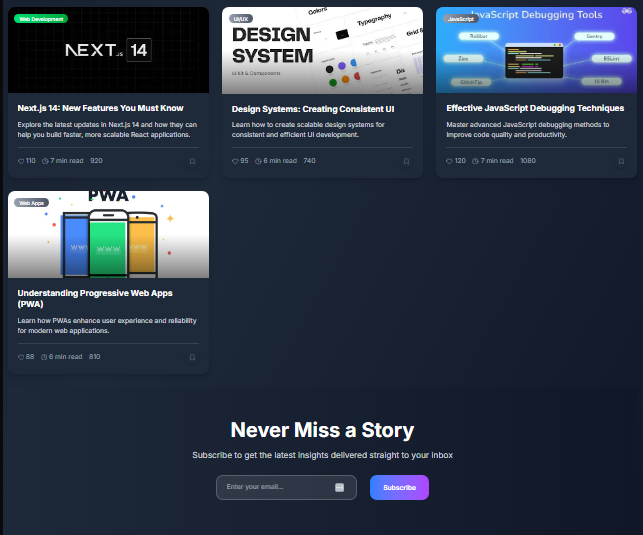 Web Development
NEXT.js 14
Next.js 14: New Features You Must Know
Explore the latest updates in Next.js 14 and how they can
help you build faster, more scalable React applications.
110 7 min read 920
UI/UX
Colors
Typography
DESIGN
SYSTEM
UI Kit & Components
Grid
Dis
Design Systems: Creating Consistent UI
Learn how to create scalable design systems for
consistent and efficient UI development.
95 6 min read 740
JavaScript
JavaScript Debugging Tools
Rollbar
Sentry
ESLint
JS Bin
Effective JavaScript Debugging Techniques
Master advanced JavaScript debugging methods to
improve code quality and productivity.
120 7 min read 1080
Web Apps
PWA
WWW
WWW
WWW
Understanding Progressive Web Apps
(PWA)
Learn how PWAs enhance user experience and reliability
for modern web applications.
88 6 min read 810
Never Miss a Story
Subscribe to get the latest insights delivered straight to your inbox
Enter your email...
Subscribe